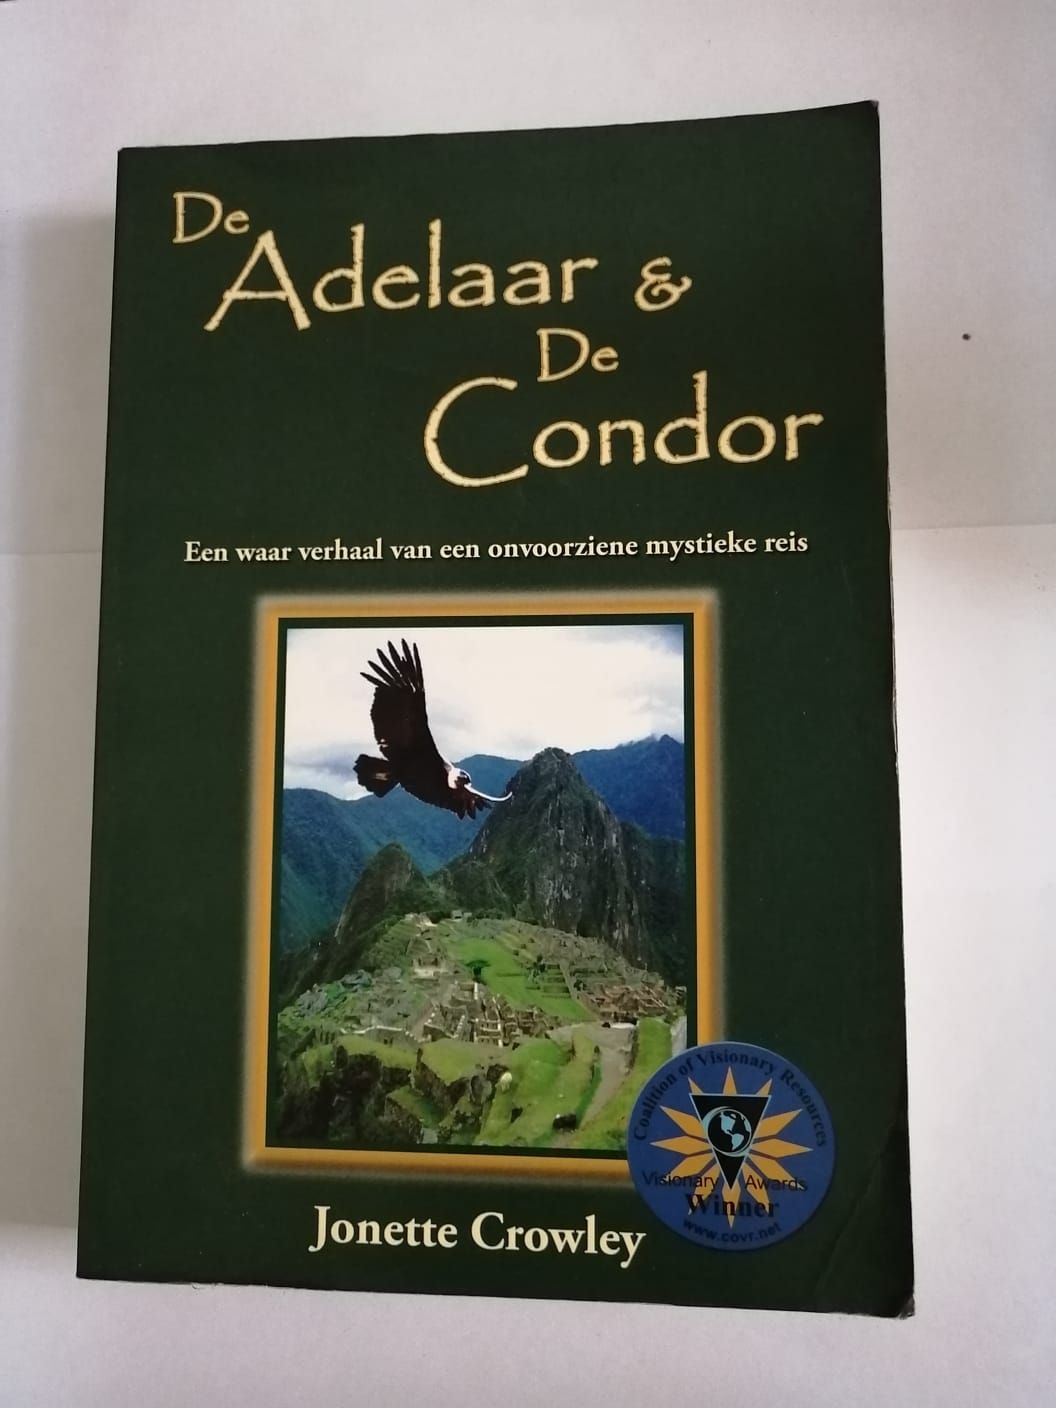 De
Adelaar &
De
Condor
Een waar verhaal van een onvoorziene mystieke reis
Coalition of Visionary Resources
Visionary Awards
Winner
www.covr.net
Jonette Crowley